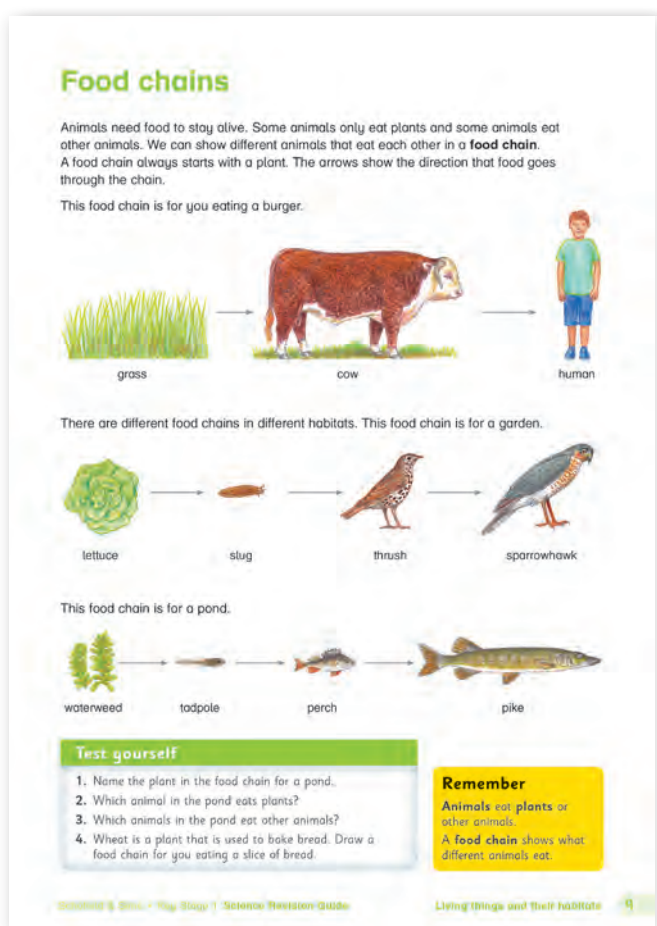 Food chains
Animals need food to stay alive. Some animals only eat plants and some animals eat
other animals. We can show different animals that eat each other in a food chain.
A food chain always starts with a plant. The arrows show the direction that food goes
through the chain.
This food chain is for you eating a burger.
grass cow human
There are different food chains in different habitats. This food chain is for a garden.
lettuce slug thrush sparrowhawk
This food chain is for a pond.
waterweed tadpole perch pike
Test yourself
1. Name the plant in the food chain for a pond.
2. Which animal in the pond eats plants?
3. Which animals in the pond eat other animals?
4. Wheat is a plant that is used to bake bread. Draw a
food chain for you eating a slice of bread.
Remember
Animals eat plants or
other animals.
A food chain shows what
different animals eat.
Key Stage 1 Science Revision Guide
Living things and their habitats 9